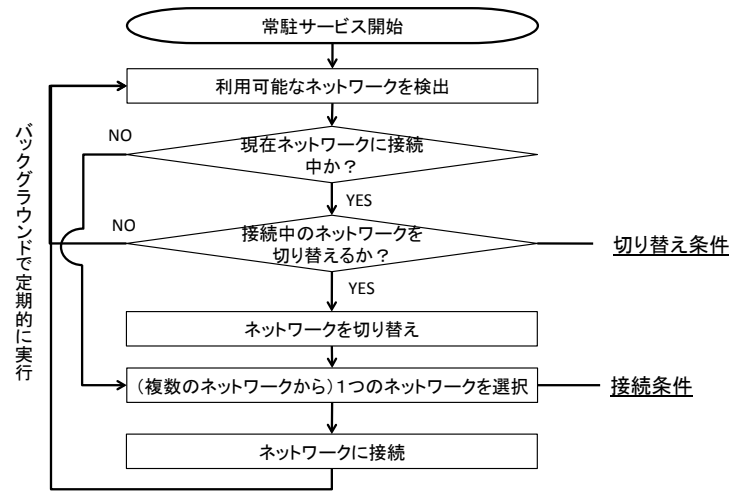 常駐サービス開始
利用可能なネットワークを検出
NO
現在ネットワークに接続
中か？
YES
NO
接続中のネットワークを
切り替えるか？
切り替え条件
YES
ネットワークを切り替え
（複数のネットワークから）１つのネットワークを選択
接続条件
ネットワークに接続
バックグラウンドで定期的に実行